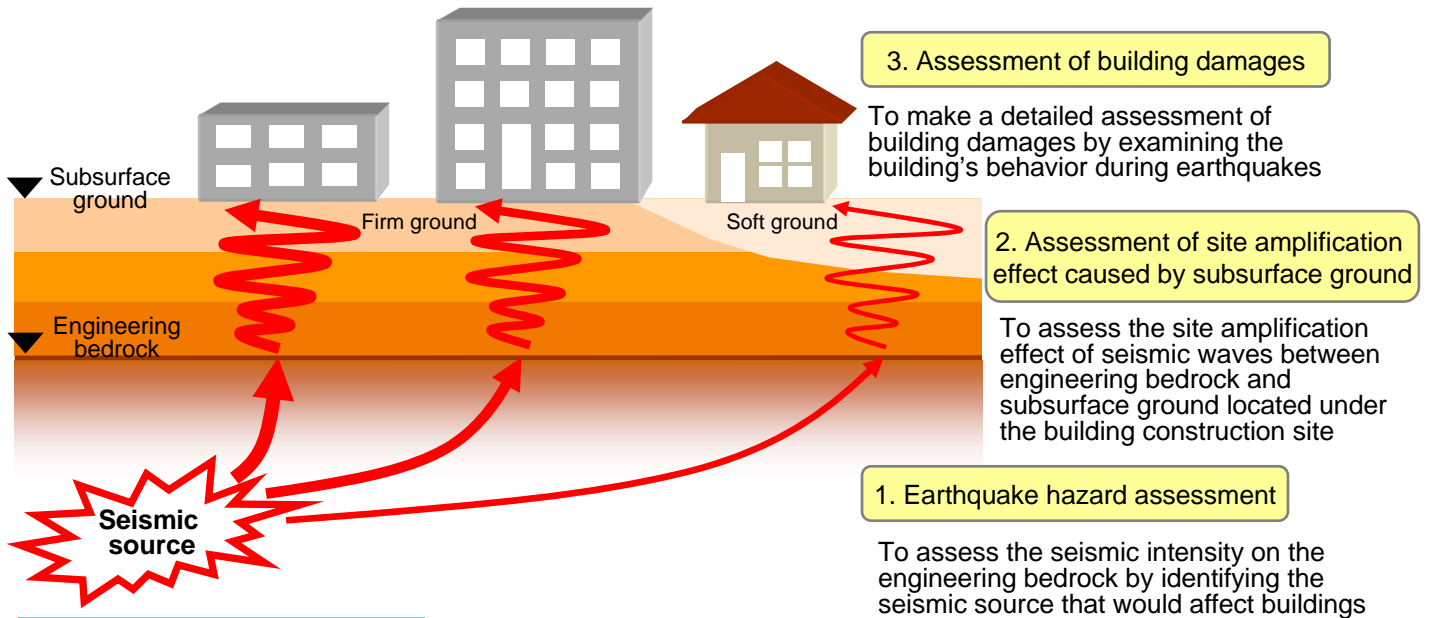 3. Assessment of building damages
To make a detailed assessment of
building damages by examining the
building’s behavior during earthquakes
Subsurface
ground
Firm ground
Soft ground
2. Assessment of site amplification
effect caused by subsurface ground
Engineering
bedrock
To assess the site amplification
effect of seismic waves between
engineering bedrock and
subsurface ground located under
the building construction site
1. Earthquake hazard assessment
Seismic
source
To assess the seismic intensity on the
engineering bedrock by identifying the
seismic source that would affect buildings